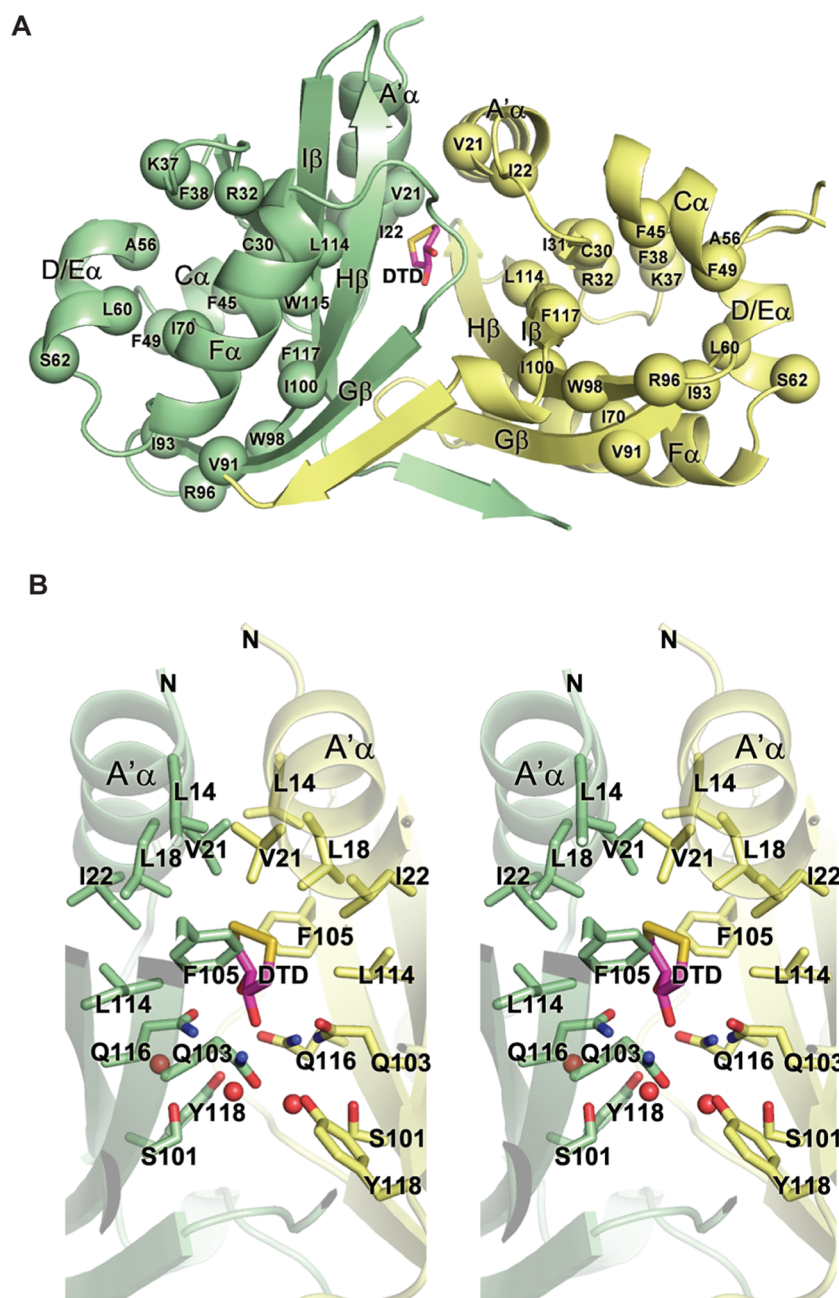 A
A'α
A'α
Iβ
V21
K37
I22
F38
R32
V21
F45
Cα
C30
L114
I22
I31
C30
F38
A56
A56
D/Eα
Cα
DTD
L114
R32
K37
F49
Hβ
F45
W115
D/Eα
L60
F49
I70
Fα
Hβ
Iβ
F117
L60
S62
F117
I100
I100
W98
R96
I93
S62
Gβ
I70
I93
W98
V91
Gβ
V91
Fα
R96
B
N
N
A'α
A'α
L14
L14
L18
V21
V21
L18
I22
I22
F105
F105
DTD
L114
L114
Q116
Q103
Q116
Q103
Y118
S101
S101
Y118
N
N
A'α
A'α
L14
L14
L18
V21
V21
L18
I22
I22
F105
F105
DTD
L114
L114
Q116
Q103
Q116
Q103
Y118
S101
S101
Y118